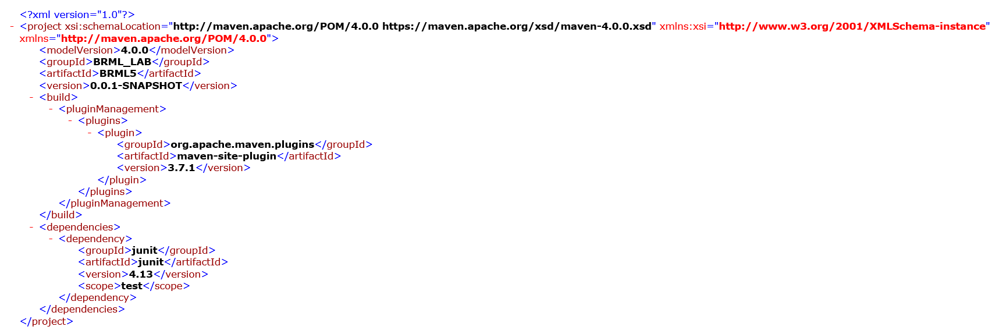 <?xml version="1.0"?>
- <project xsi:schemaLocation="http://maven.apache.org/POM/4.0.0 https://maven.apache.org/xsd/maven-4.0.0.xsd" xmlns:xsi="http://www.w3.org/2001/XMLSchema-instance"
xmlns="http://maven.apache.org/POM/4.0.0">
<modelVersion>4.0.0</modelVersion>
<groupId>BRML_LAB</groupId>
<artifactId>BRML5</artifactId>
<version>0.0.1-SNAPSHOT</version>
- <build>
- <pluginManagement>
- <plugins>
- <plugin>
<groupId>org.apache.maven.plugins</groupId>
<artifactId>maven-site-plugin</artifactId>
<version>3.7.1</version>
</plugin>
</plugins>
</pluginManagement>
</build>
- <dependencies>
- <dependency>
<groupId>junit</groupId>
<artifactId>junit</artifactId>
<version>4.13</version>
<scope>test</scope>
</dependency>
</dependencies>
</project>